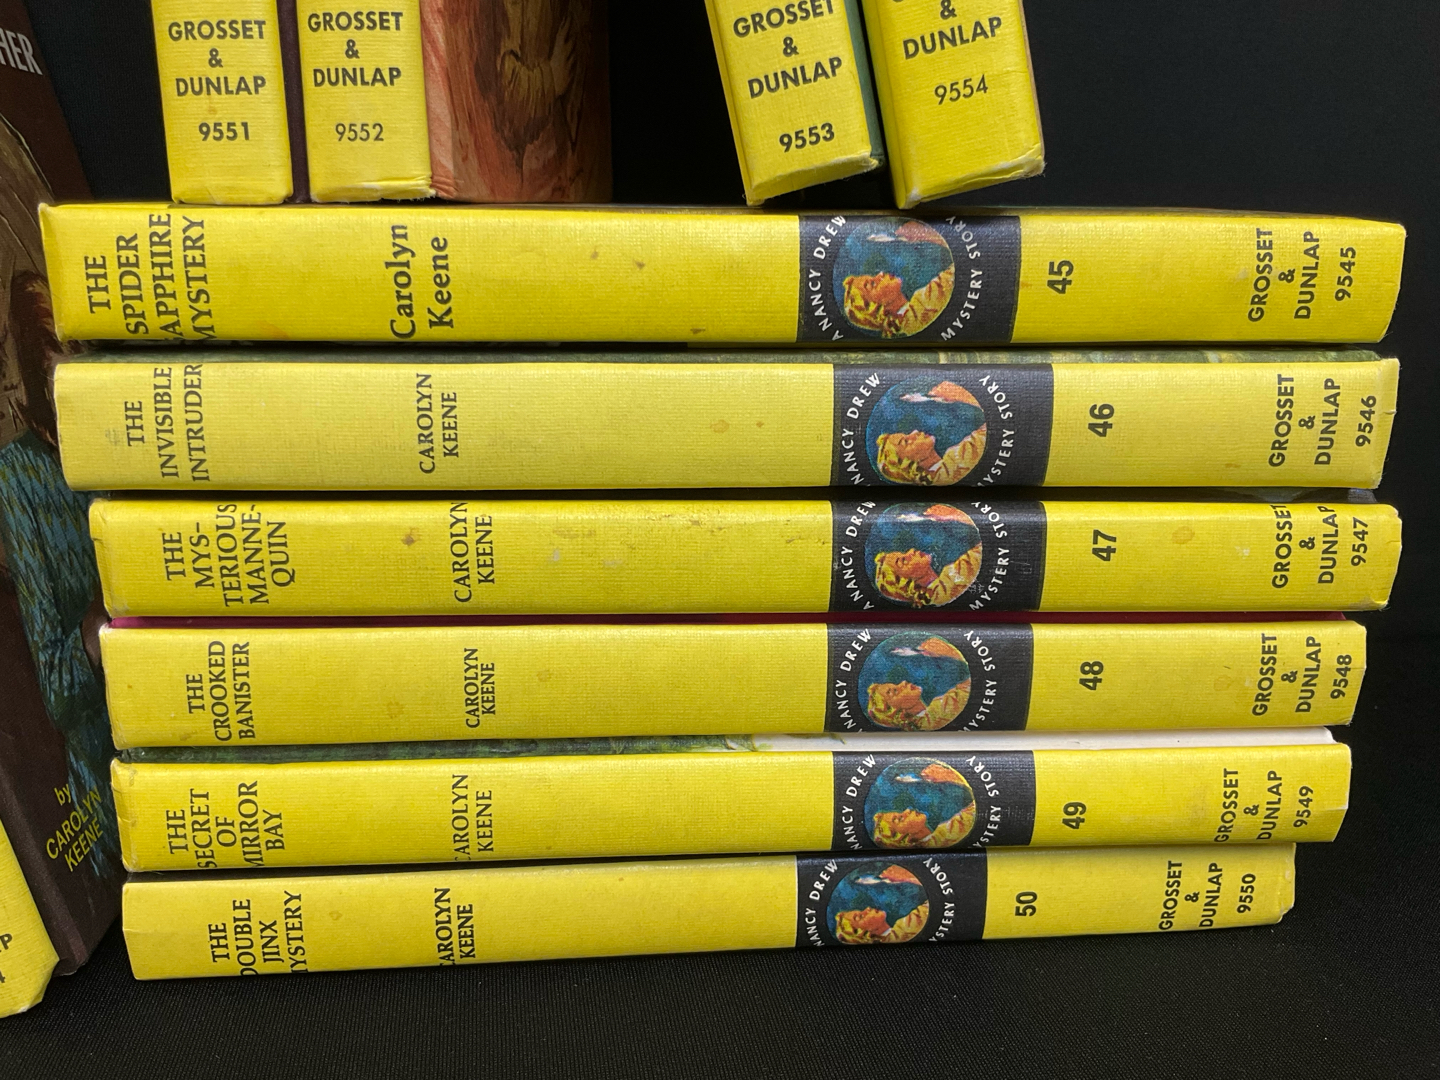 HER
GROSSET
&
DUNLAP
9551
GROSSET
&
DUNLAP
9552
GROSSET
&
DUNLAP
9553
&
DUNLAP
9554
THE
SPIDER
SAPPHIRE
MYSTERY
Carolyn
Keene
A NANCY DREW
MYSTERY STORY
45
GROSSET
&
DUNLAP
9545
THE
INVISIBLE
INTRUDER
CAROLYN
KEENE
A NANCY DREW
MYSTERY STORY
46
GROSSET
&
DUNLAP
9546
THE
MYS-
TERIOUS
MANNE-
QUIN
CAROLYN
KEENE
A NANCY DREW
MYSTERY STORY
47
GROSSET
&
DUNLAP
9547
THE
CROOKED
BANISTER
CAROLYN
KEENE
A NANCY DREW
MYSTERY STORY
48
GROSSET
&
DUNLAP
9548
THE
SECRET
OF
MIRROR
BAY
CAROLYN
KEENE
NANCY DREW
MYSTERY STORY
49
GROSSET
&
DUNLAP
9549
THE
DOUBLE
JINX
MYSTERY
CAROLYN
KEENE
NANCY DREW
MYSTERY STORY
50
GROSSET
&
DUNLAP
9550
by
CAROLYN
KEENE